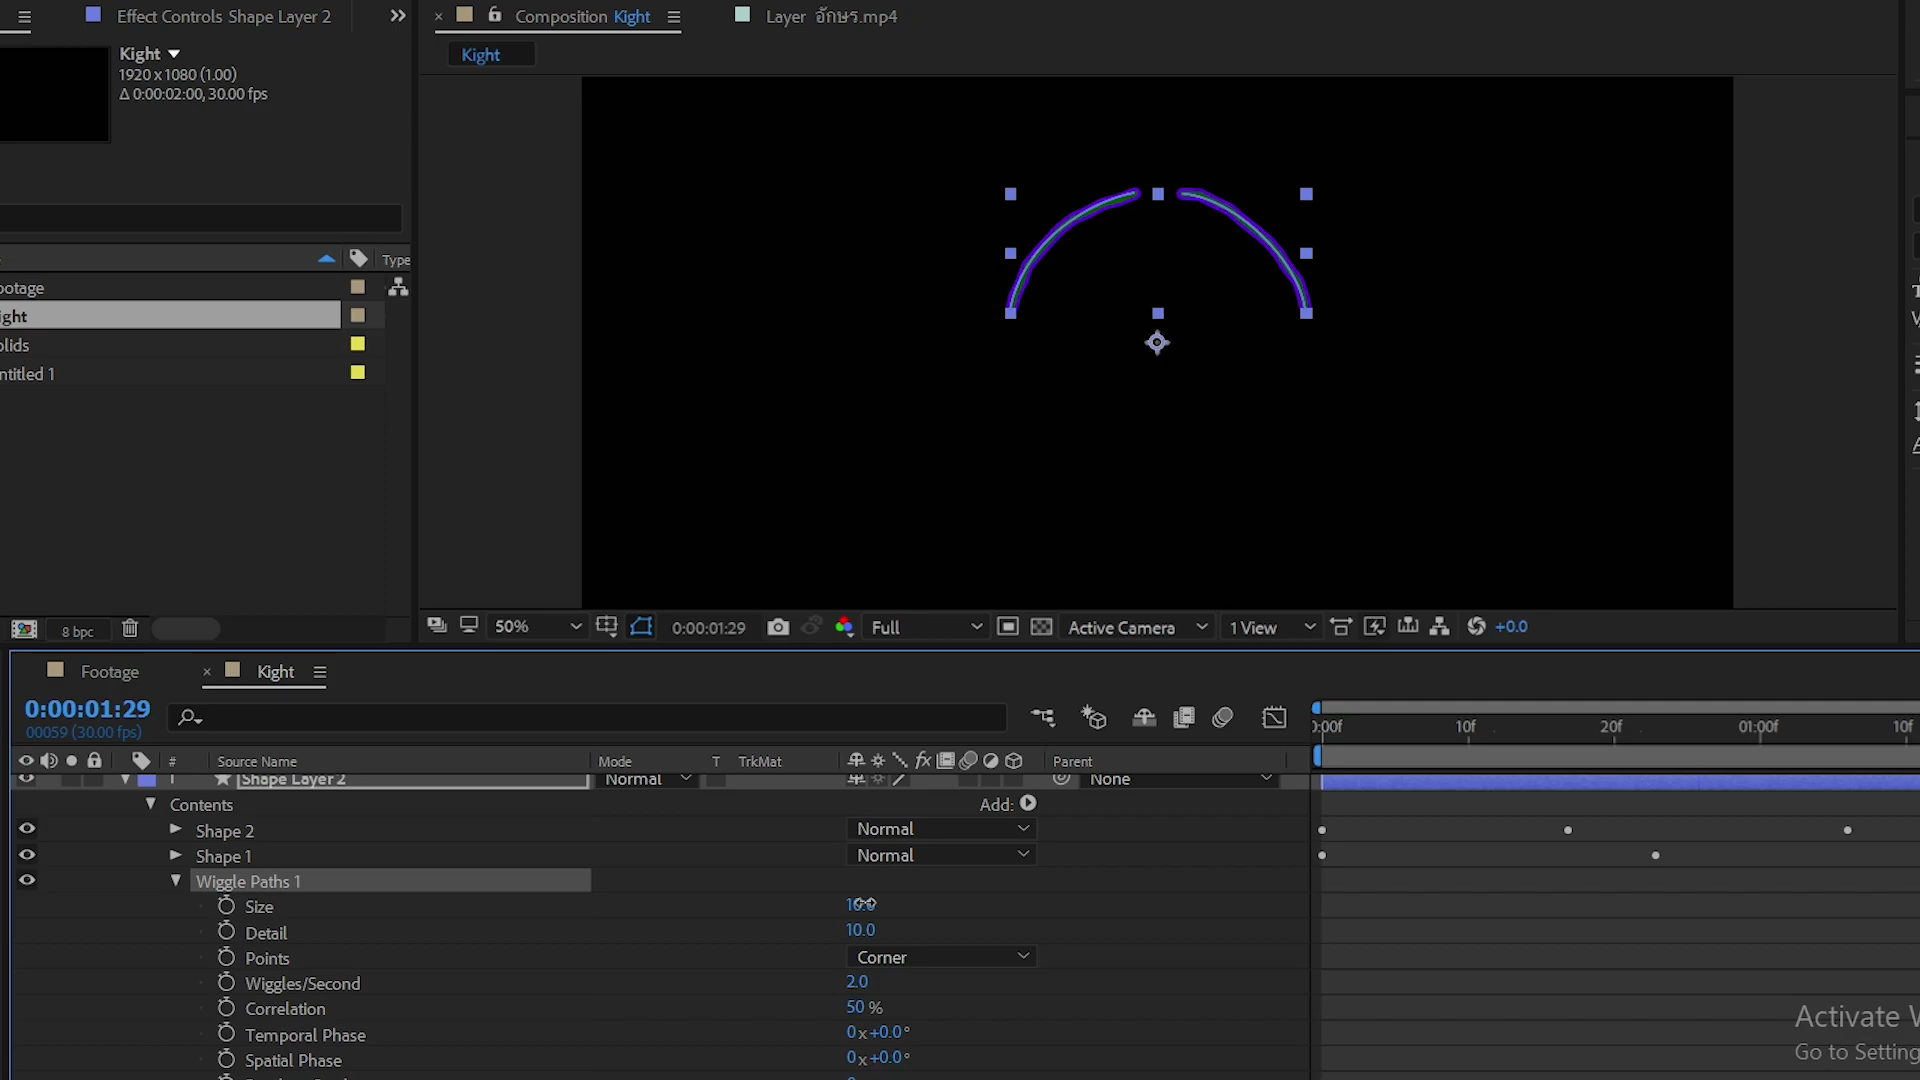 Effect Controls Shape Layer 2
Composition Kight
Layer อักษร.mp4
Kight
1920 x 1080 (1.00)
Δ 0:00:02:00, 30.00 fps
Kight
Type
ootage
ight
olids
ntitled 1
8 bpc
50%
0:00:01:29
Full
Active Camera
1 View
+0.0
Footage
Kight
0:00:01:29
00059 (30.00 fps)
):00f
10f
20f
01:00f
10f
#
Source Name
Mode
T
TrkMat
Parent
1
Shape Layer 2
Normal
None
Contents
Add:
Shape 2
Normal
Shape 1
Normal
Wiggle Paths 1
Size
Detail
10.0
Points
Corner
Wiggles/Second
2.0
Correlation
50 %
Temporal Phase
0x+0.0°
Spatial Phase
0x+0.0°
Activate
Go to Setting